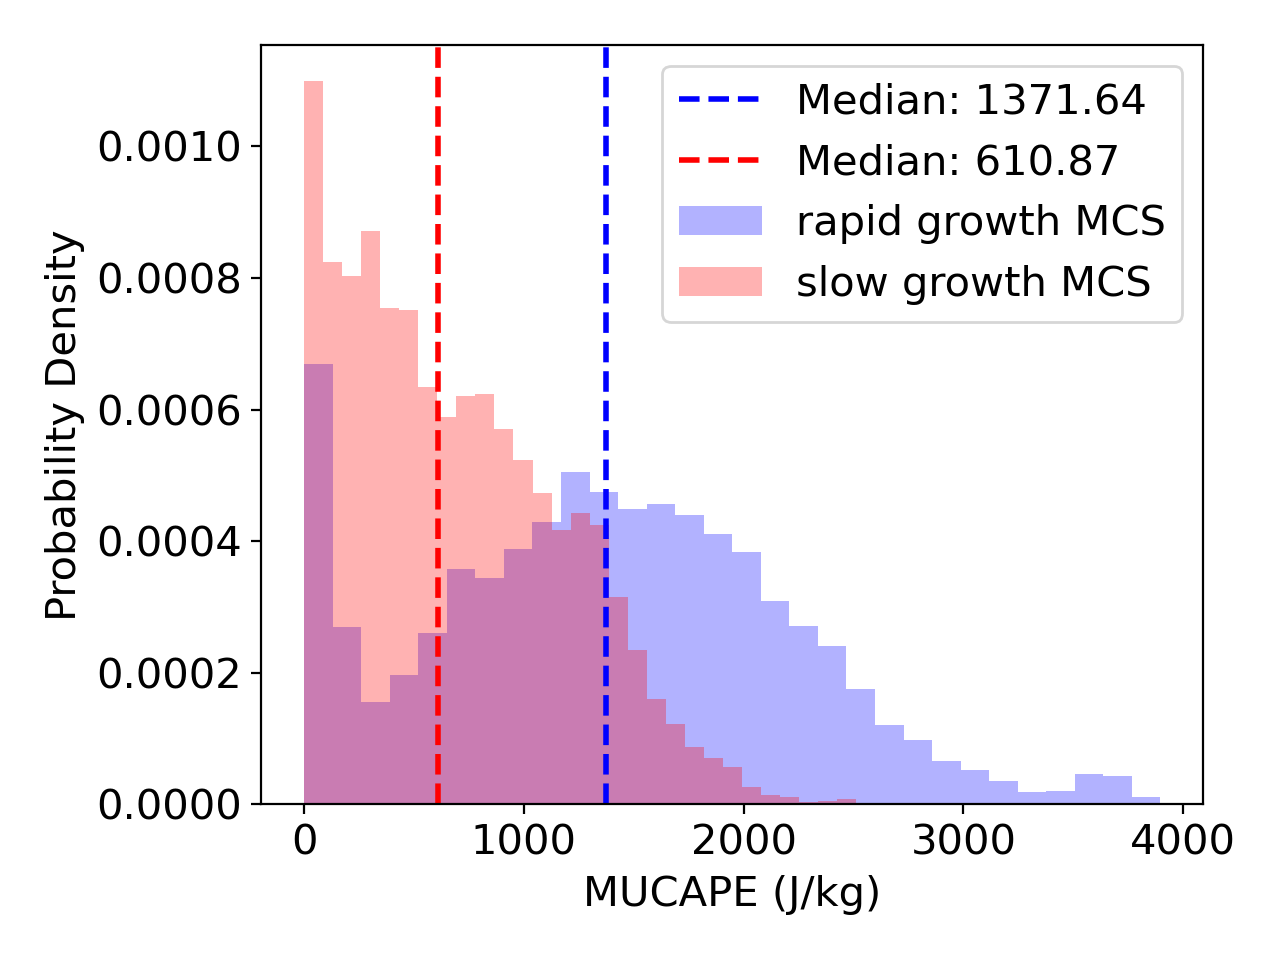 Median: 1371.64
Median: 610.87
rapid growth MCS
slow growth MCS
Probability Density
0.0010
0.0008
0.0006
0.0004
0.0002
0.0000
0 1000 2000 3000 4000
MUCAPE (J/kg)